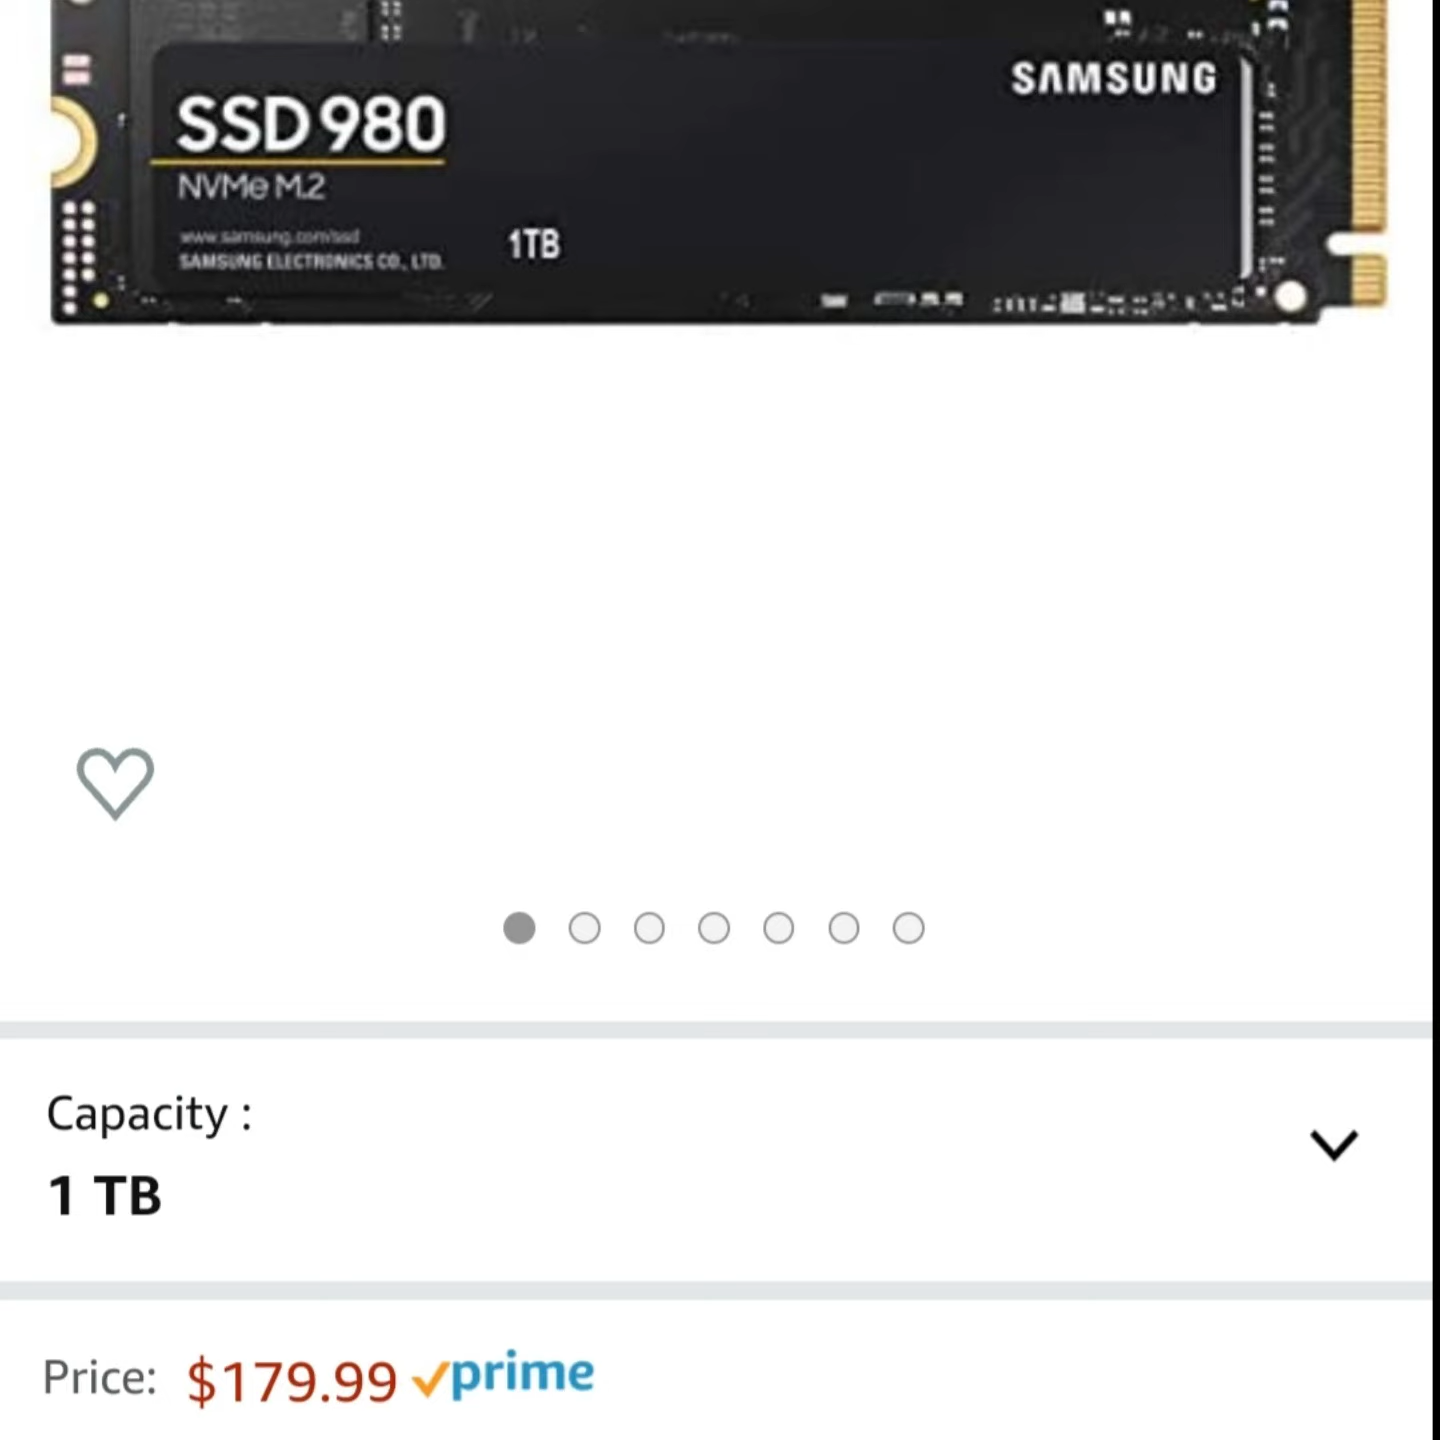 SAMSUNG
SSD 980
NVMe M.2
www.samsung.com/ssd
SAMSUNG ELECTRONICS CO., LTD.
1TB
Capacity :
1 TB
Price: $179.99 prime